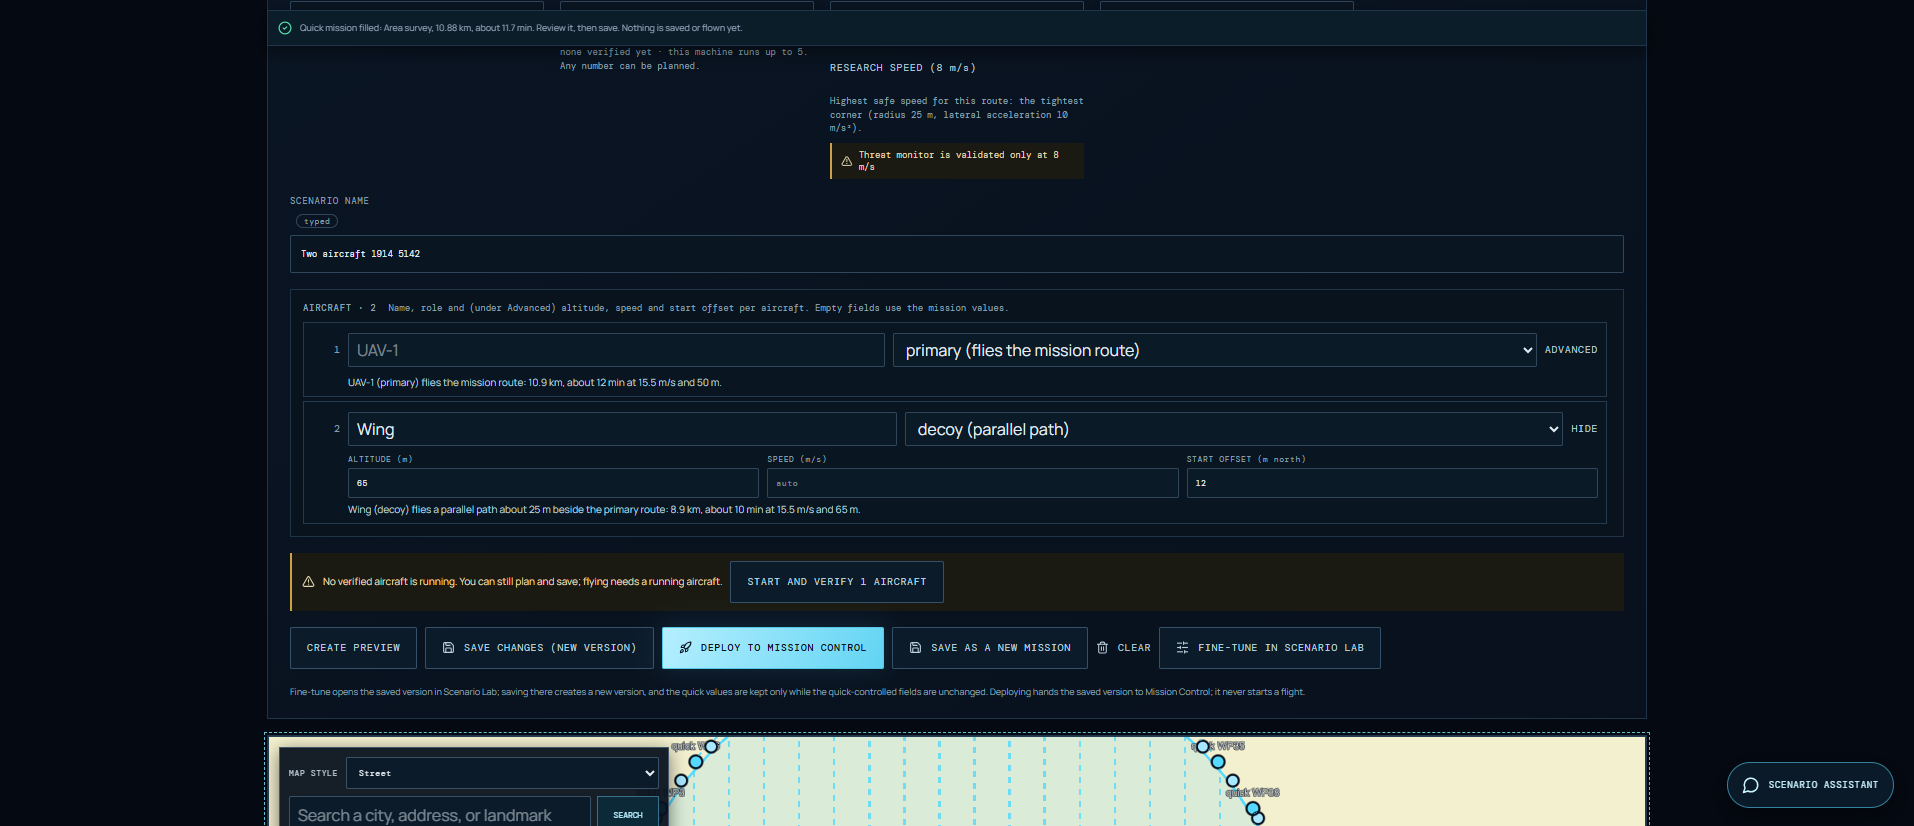 Quick mission filled: Area survey, 10.88 km, about 11.7 min. Review it, then save. Nothing is saved or flown yet.
none verified yet · this machine runs up to 5.
Any number can be planned.
RESEARCH SPEED (8 m/s)
Highest safe speed for this route: the tightest
corner (radius 25 m, lateral acceleration 10
m/s²).
Threat monitor is validated only at 8
m/s
SCENARIO NAME
typed
Two aircraft 1914 5142
AIRCRAFT · 2 Name, role and (under Advanced) altitude, speed and start offset per aircraft. Empty fields use the mission values.
1 UAV-1 primary (flies the mission route) ADVANCED
UAV-1 (primary) flies the mission route: 10.9 km, about 12 min at 15.5 m/s and 50 m.
2 Wing decoy (parallel path) HIDE
ALTITUDE (m) SPEED (m/s) START OFFSET (m north)
65 auto 12
Wing (decoy) flies a parallel path about 25 m beside the primary route: 8.9 km, about 10 min at 15.5 m/s and 65 m.
No verified aircraft is running. You can still plan and save; flying needs a running aircraft. START AND VERIFY 1 AIRCRAFT
CREATE PREVIEW SAVE CHANGES (NEW VERSION) DEPLOY TO MISSION CONTROL SAVE AS A NEW MISSION CLEAR FINE-TUNE IN SCENARIO LAB
Fine-tune opens the saved version in Scenario Lab; saving there creates a new version, and the quick values are kept only while the quick-controlled fields are unchanged. Deploying hands the saved version to Mission Control; it never starts a flight.
quick
MAP STYLE Street
Search a city, address, or landmark SEARCH
SCENARIO ASSISTANT